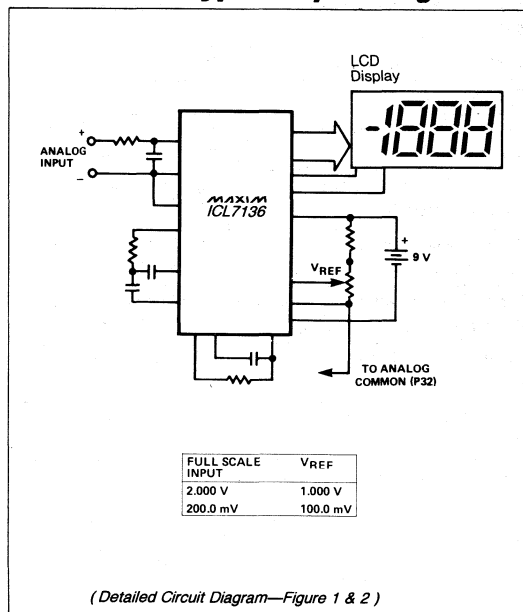 LCD
Display
-1888
+
ANALOG
INPUT
–
MAXIM
ICL7136
+
9 V
VREF
TO ANALOG
COMMON (P32)
FULL SCALE INPUT VREF
2.000 V 1.000 V
200.0 mV 100.0 mV
( Detailed Circuit Diagram—Figure 1 & 2 )